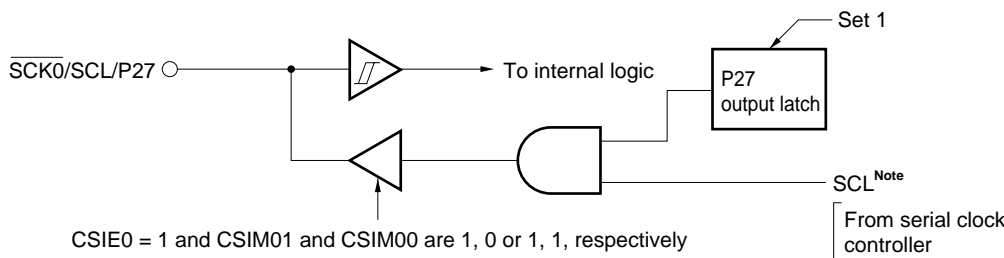 Set 1
SCK0/SCL/P27
To internal logic
P27
output latch
SCL Note
From serial clock
controller
CSIE0 = 1 and CSIM01 and CSIM00 are 1, 0 or 1, 1, respectively